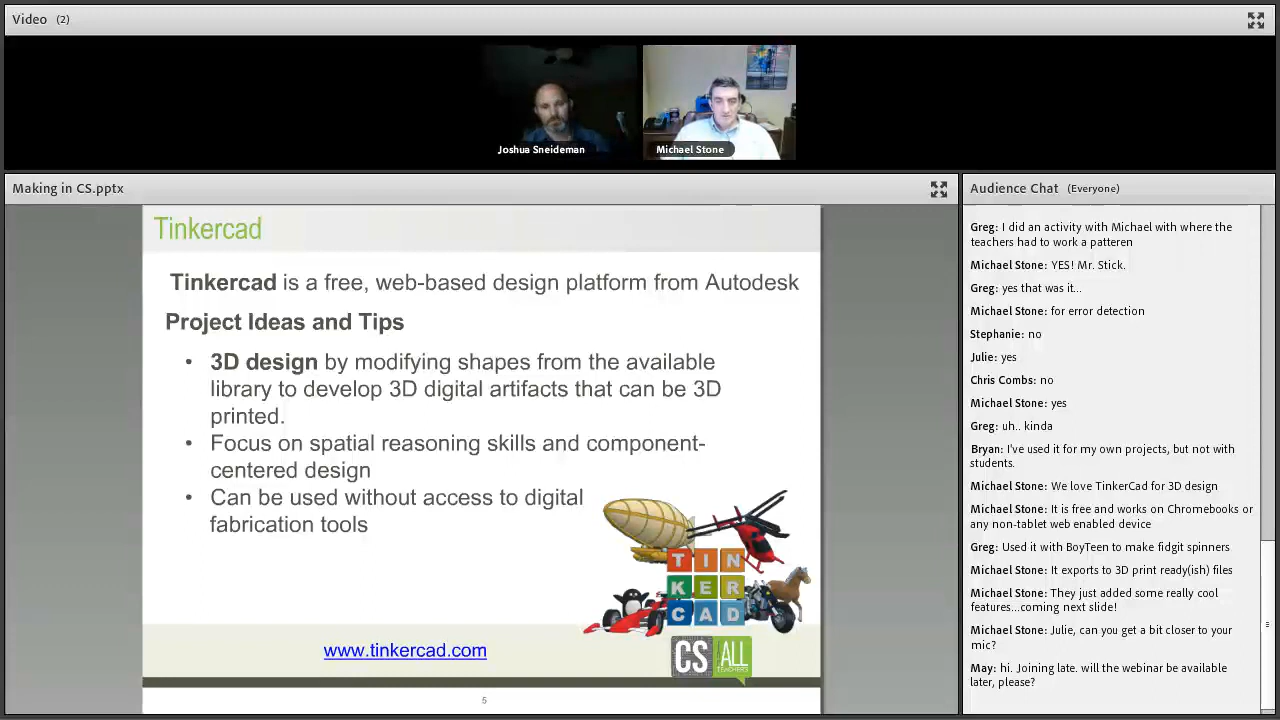 Video (2)
Joshua Sneideman
Michael Stone
Making in CS.pptx
Tinkercad
Tinkercad is a free, web-based design platform from Autodesk
Project Ideas and Tips
• 3D design by modifying shapes from the available
library to develop 3D digital artifacts that can be 3D
printed.
• Focus on spatial reasoning skills and component-
centered design
• Can be used without access to digital
fabrication tools
TIN
KER
CAD
www.tinkercad.com
CS ALL
TEACHERS
5
Audience Chat (Everyone)
Greg: I did an activity with Michael with where the
teachers had to work a patteren
Michael Stone: YES! Mr. Stick.
Greg: yes that was it...
Michael Stone: for error detection
Stephanie: no
Julie: yes
Chris Combs: no
Michael Stone: yes
Greg: uh.. kinda
Bryan: I've used it for my own projects, but not with
students.
Michael Stone: We love TinkerCad for 3D design
Michael Stone: It is free and works on Chromebooks or
any non-tablet web enabled device
Greg: Used it with BoyTeen to make fidgit spinners
Michael Stone: It exports to 3D print ready(ish) files
Michael Stone: They just added some really cool
features...coming next slide!
Michael Stone: Julie, can you get a bit closer to your
mic?
May: hi. Joining late. will the webinar be available
later, please?